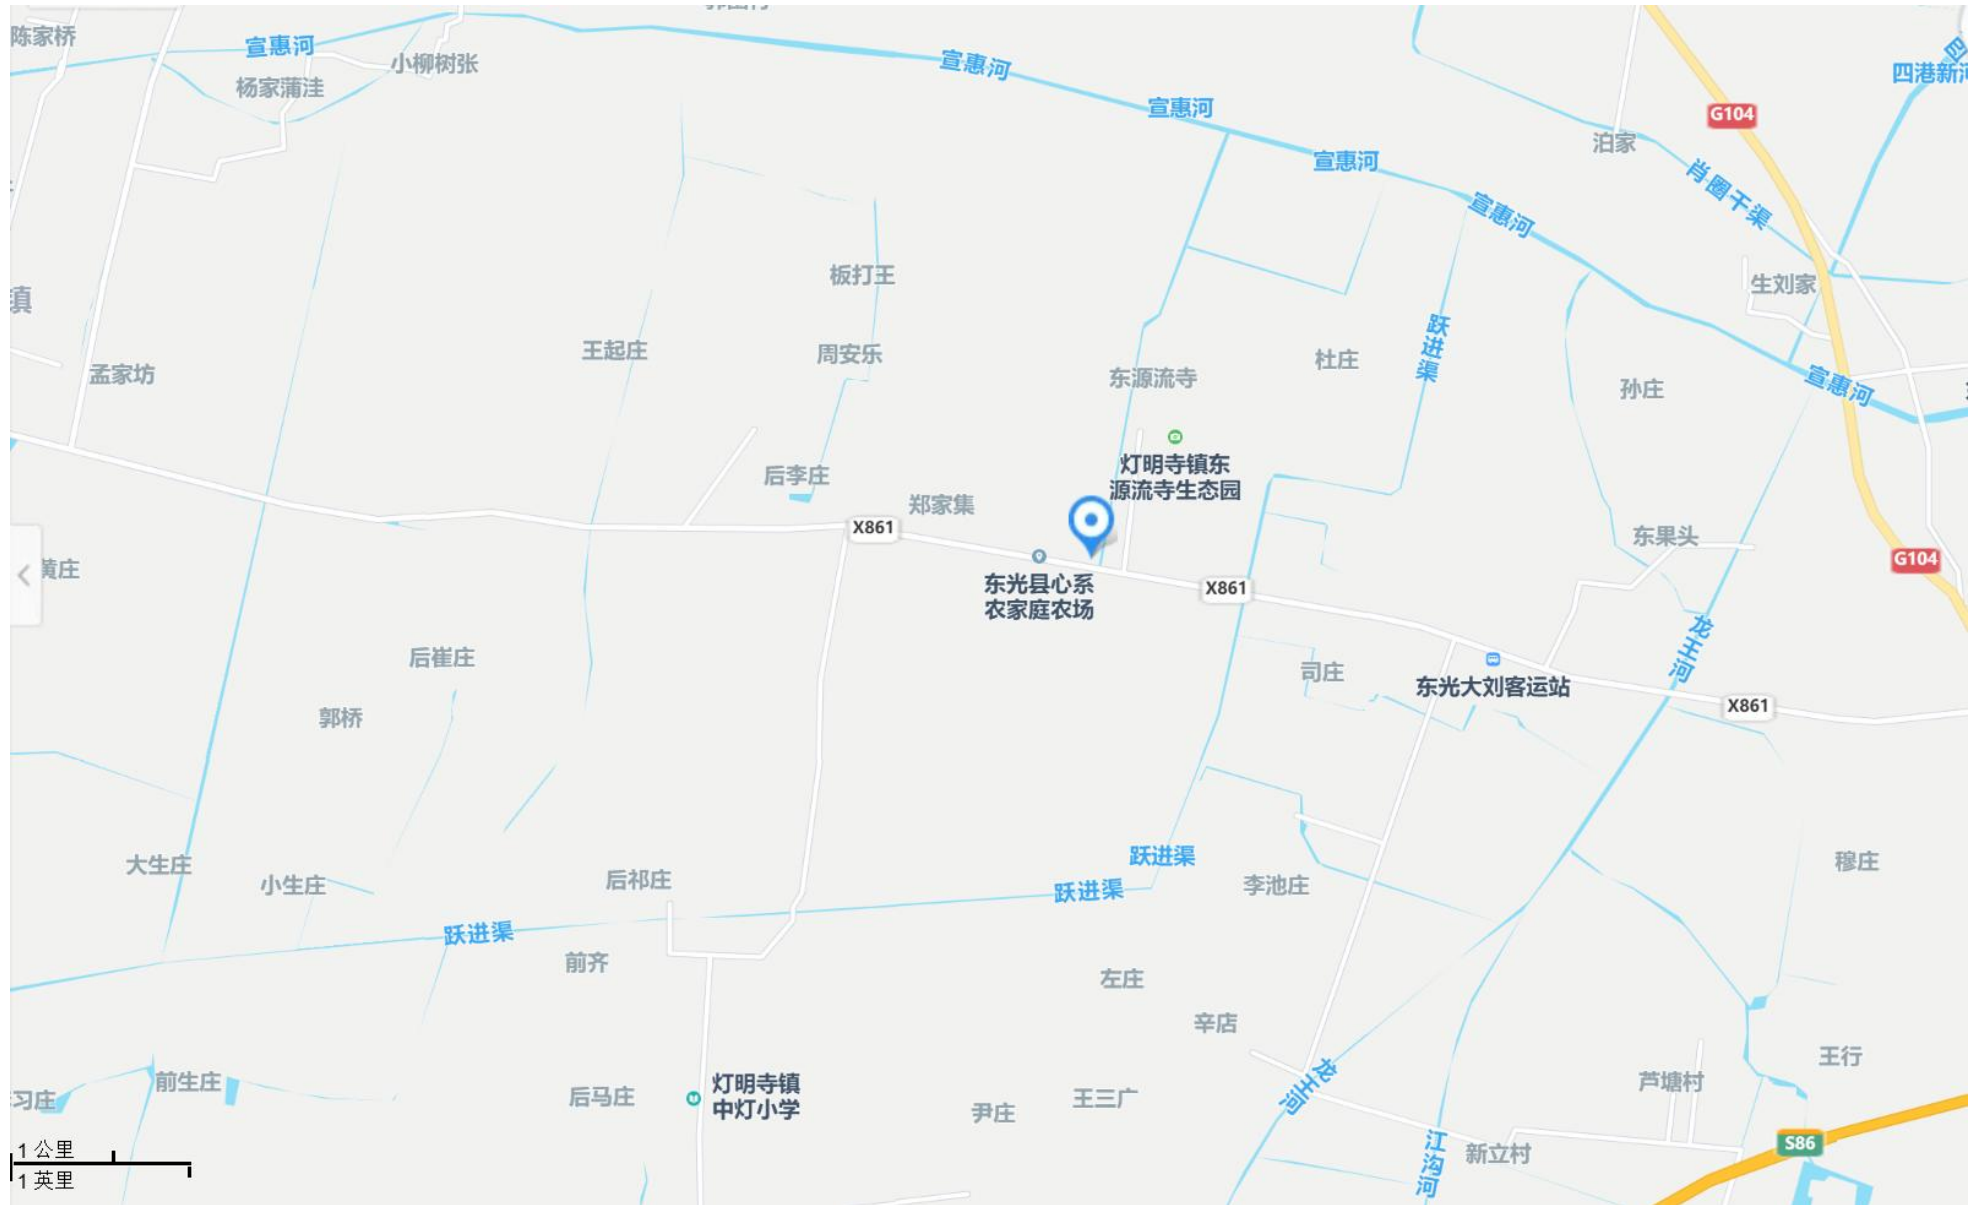 陈家桥
宣惠河
小柳树张
杨家蒲洼
宣惠河
四港新
宣惠河
G104
泊家
宣惠河
肖圈干渠
宣惠河
板打王
生刘家
镇
跃进渠
王起庄
周安乐
杜庄
孟家坊
东源流寺
孙庄
宣惠河
灯明寺镇东
源流寺生态园
后李庄
郑家集
X861
东果头
G104
黄庄
东光县心系
农家庭农场
X861
龙王河
后崔庄
司庄
东光大刘客运站
X861
郭桥
跃进渠
大生庄
小生庄
后祁庄
跃进渠
李池庄
穆庄
跃进渠
前齐
左庄
辛店
王行
前生庄
灯明寺镇
中灯小学
后马庄
龙王河
芦塘村
习庄
尹庄
王三广
1 公里
1 英里
江沟河
新立村
S86